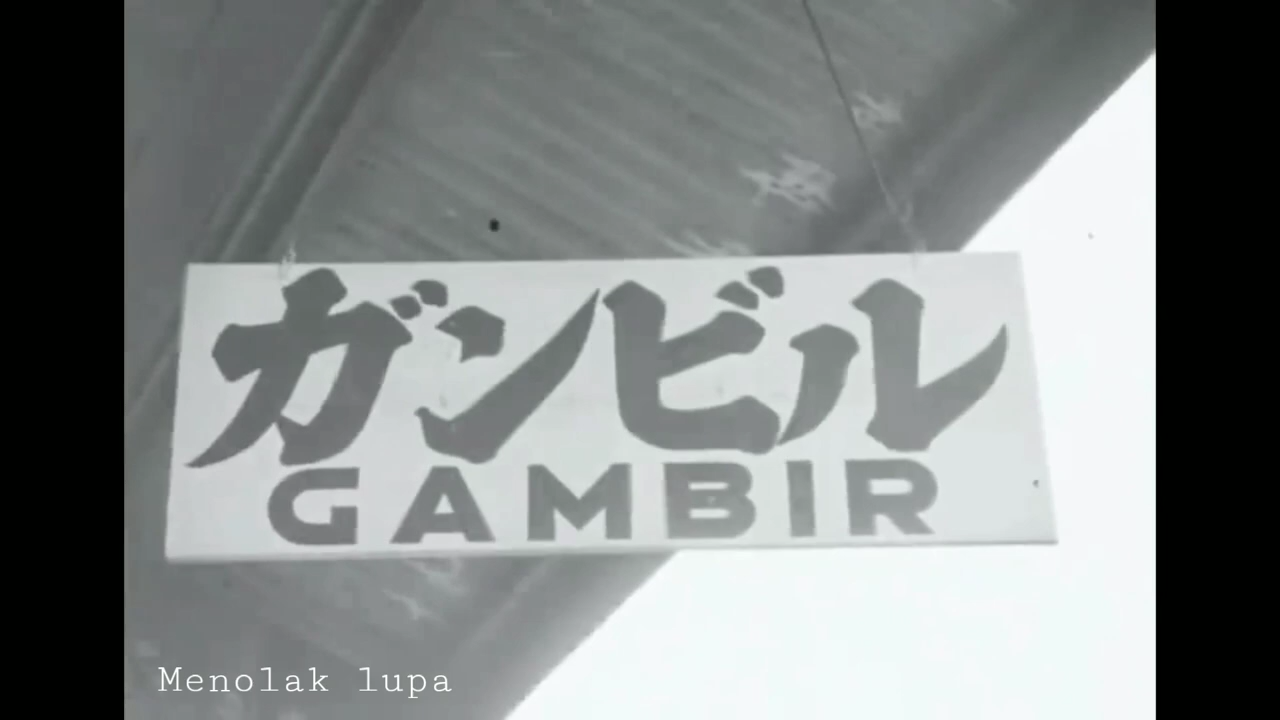 ガンビル
GAMBIR
Menolak lupa